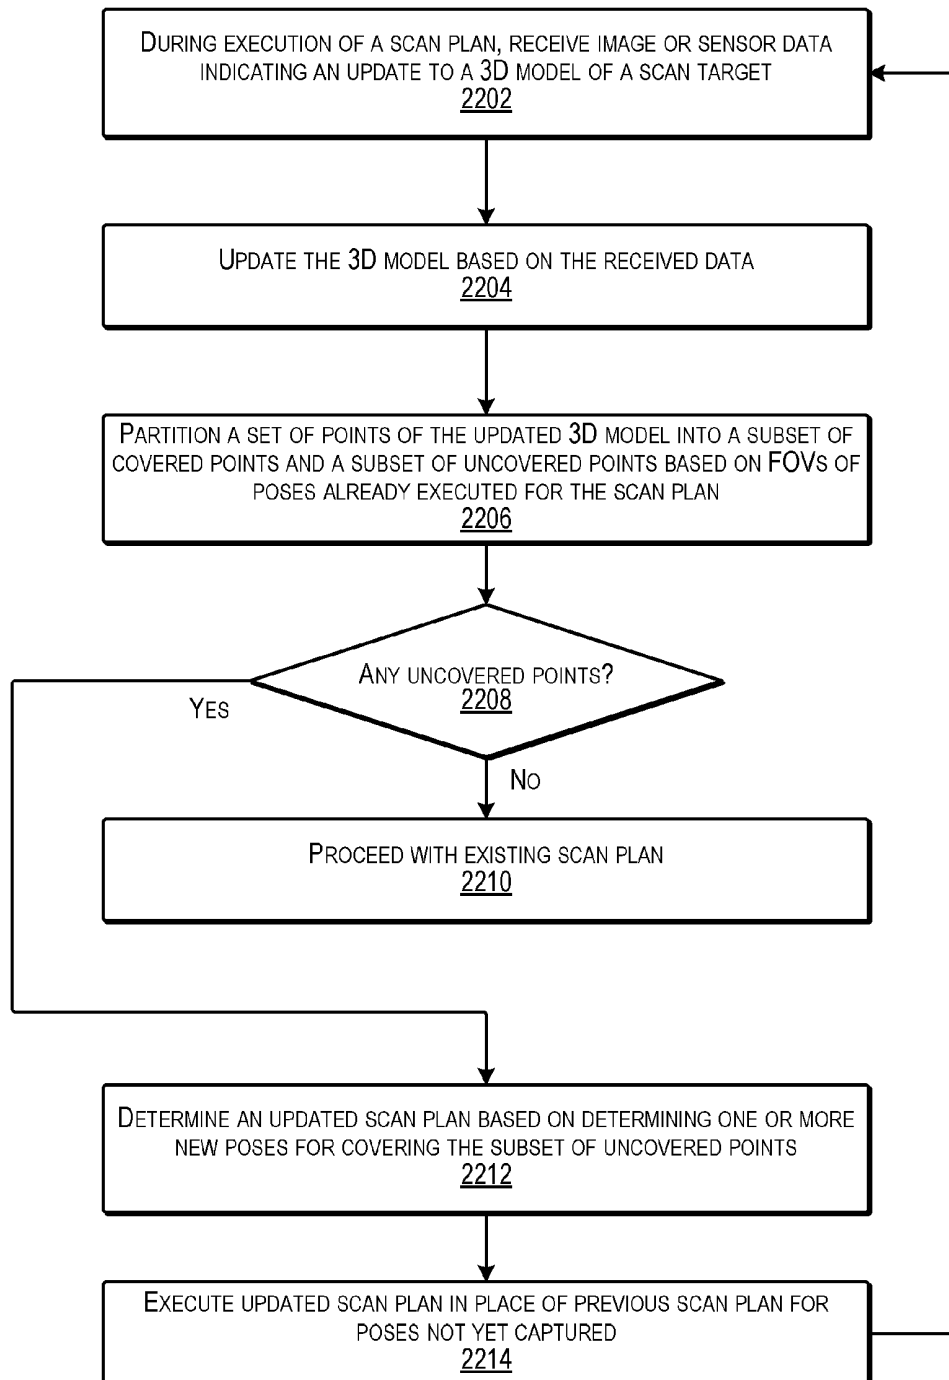 DURING EXECUTION OF A SCAN PLAN, RECEIVE IMAGE OR SENSOR DATA
INDICATING AN UPDATE TO A 3D MODEL OF A SCAN TARGET
2202
UPDATE THE 3D MODEL BASED ON THE RECEIVED DATA
2204
PARTITION A SET OF POINTS OF THE UPDATED 3D MODEL INTO A SUBSET OF
COVERED POINTS AND A SUBSET OF UNCOVERED POINTS BASED ON FOVS OF
POSES ALREADY EXECUTED FOR THE SCAN PLAN
2206
ANY UNCOVERED POINTS?
2208
YES
NO
PROCEED WITH EXISTING SCAN PLAN
2210
DETERMINE AN UPDATED SCAN PLAN BASED ON DETERMINING ONE OR MORE
NEW POSES FOR COVERING THE SUBSET OF UNCOVERED POINTS
2212
EXECUTE UPDATED SCAN PLAN IN PLACE OF PREVIOUS SCAN PLAN FOR
POSES NOT YET CAPTURED
2214